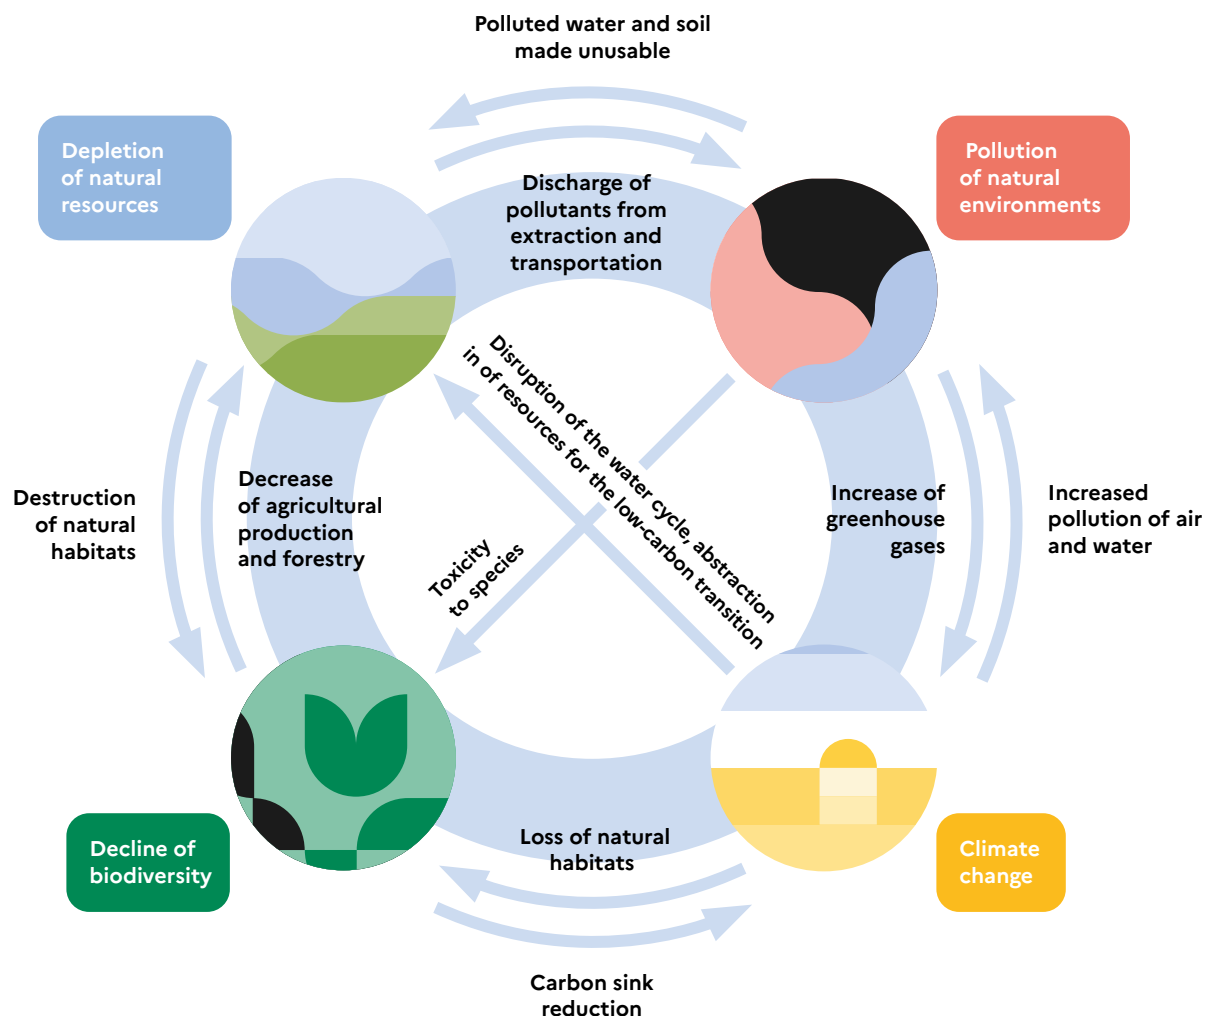 Polluted water and soil
made unusable
Depletion
of natural
resources
Pollution
of natural
environments
Discharge of
pollutants from
extraction and
transportation
Disruption of the water cycle, abstraction
in of resources for the low-carbon transition
Destruction
of natural
habitats
Decrease
of agricultural
production
and forestry
Toxicity
to species
Increase of
greenhouse
gases
Increased
pollution of air
and water
Decline of
biodiversity
Loss of natural
habitats
Climate
change
Carbon sink
reduction